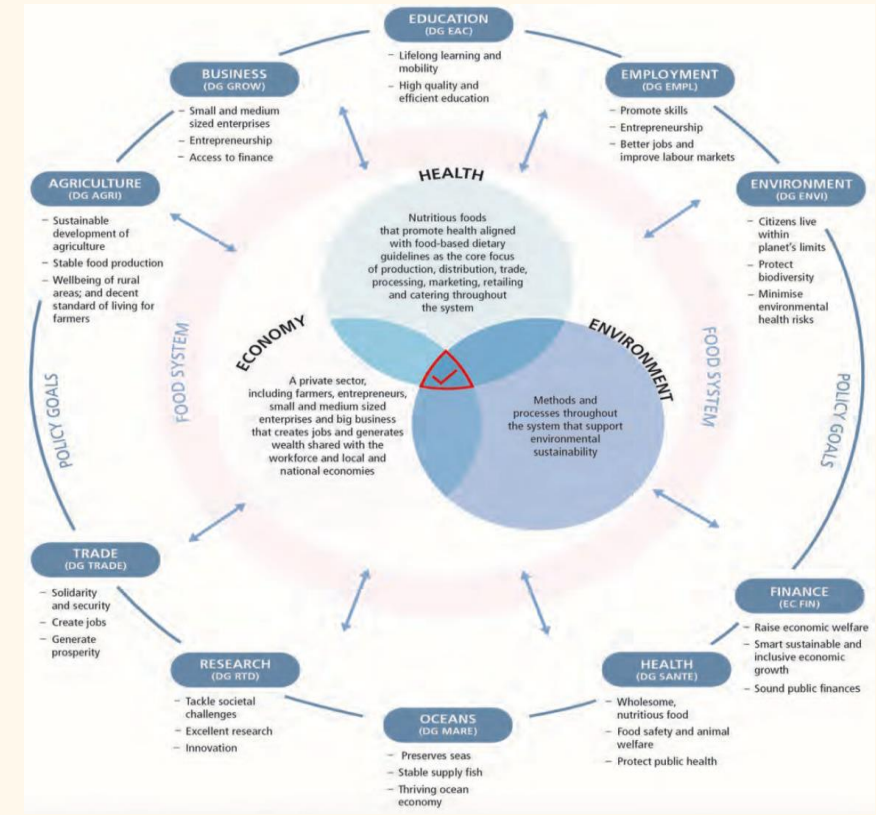 EDUCATION
(DG EAC)
– Lifelong learning and
mobility
– High quality and
efficient education
BUSINESS
(DG GROW)
– Small and medium
sized enterprises
– Entrepreneurship
– Access to finance
EMPLOYMENT
(DG EMPL)
– Promote skills
– Entrepreneurship
– Better jobs and
improve labour markets
AGRICULTURE
(DG AGRI)
– Sustainable
development of
agriculture
– Stable food production
– Wellbeing of rural
areas; and decent
standard of living for
farmers
ENVIRONMENT
(DG ENVI)
– Citizens live
within
planet's limits
– Protect
biodiversity
– Minimise
environmental
health risks
HEALTH
Nutritious foods
that promote health aligned
with food-based dietary
guidelines as the core focus
of production, distribution, trade,
processing, marketing, retailing
and catering throughout
the system
ECONOMY
A private sector,
including farmers, entrepreneurs,
small and medium sized
enterprises and big business
that creates jobs and generates
wealth shared with the
workforce and local and
national economies
ENVIRONMENT
Methods and
processes throughout
the system that support
environmental
sustainability
FOOD SYSTEM
FOOD SYSTEM
POLICY GOALS
POLICY GOALS
TRADE
(DG TRADE)
– Solidarity
and security
– Create jobs
– Generate
prosperity
FINANCE
(EC FIN)
– Raise economic welfare
– Smart sustainable and
inclusive economic
growth
– Sound public finances
RESEARCH
(DG RTD)
– Tackle societal
challenges
– Excellent research
– Innovation
HEALTH
(DG SANTE)
– Wholesome,
nutritious food
– Food safety and animal
welfare
– Protect public health
OCEANS
(DG MARE)
– Preserves seas
– Stable supply fish
– Thriving ocean
economy